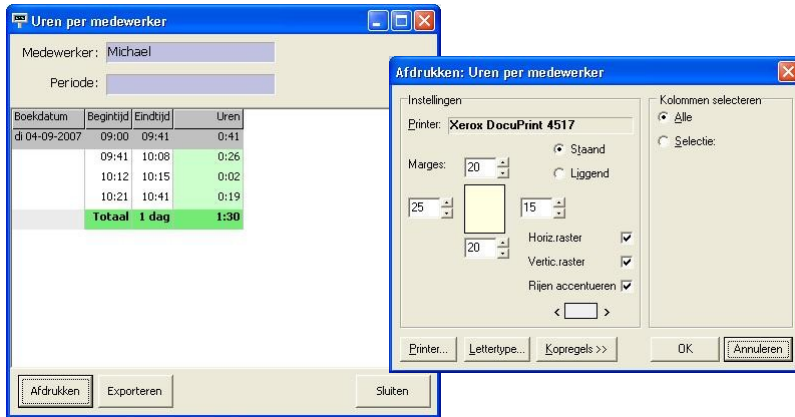 Uren per medewerker
Medewerker: Michael
Periode:
Boekdatum Begintijd Eindtijd Uren
di 04-09-2007 09:00 09:41 0:41
09:41 10:08 0:26
10:12 10:15 0:02
10:21 10:41 0:19
Totaal 1 dag 1:30
Afdrukken Exporteren Sluiten
Afdrukken: Uren per medewerker
Instellingen
Printer: Xerox DocuPrint 4517
Marges: 20
Staand
Liggend
25 15
20
Horiz.raster
Vertic.raster
Rijen accentueren
< >
Kolommen selecteren
Alle
Selectie:
Printer... Lettertype... Kopregels >> OK Annuleren